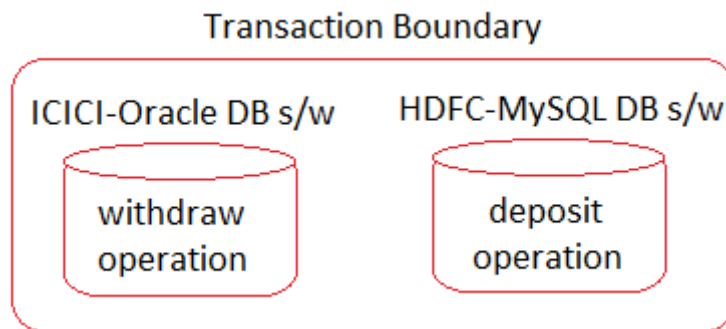 Transaction Boundary
ICICI-Oracle DB s/w
HDFC-MySQL DB s/w
withdraw
operation
deposit
operation